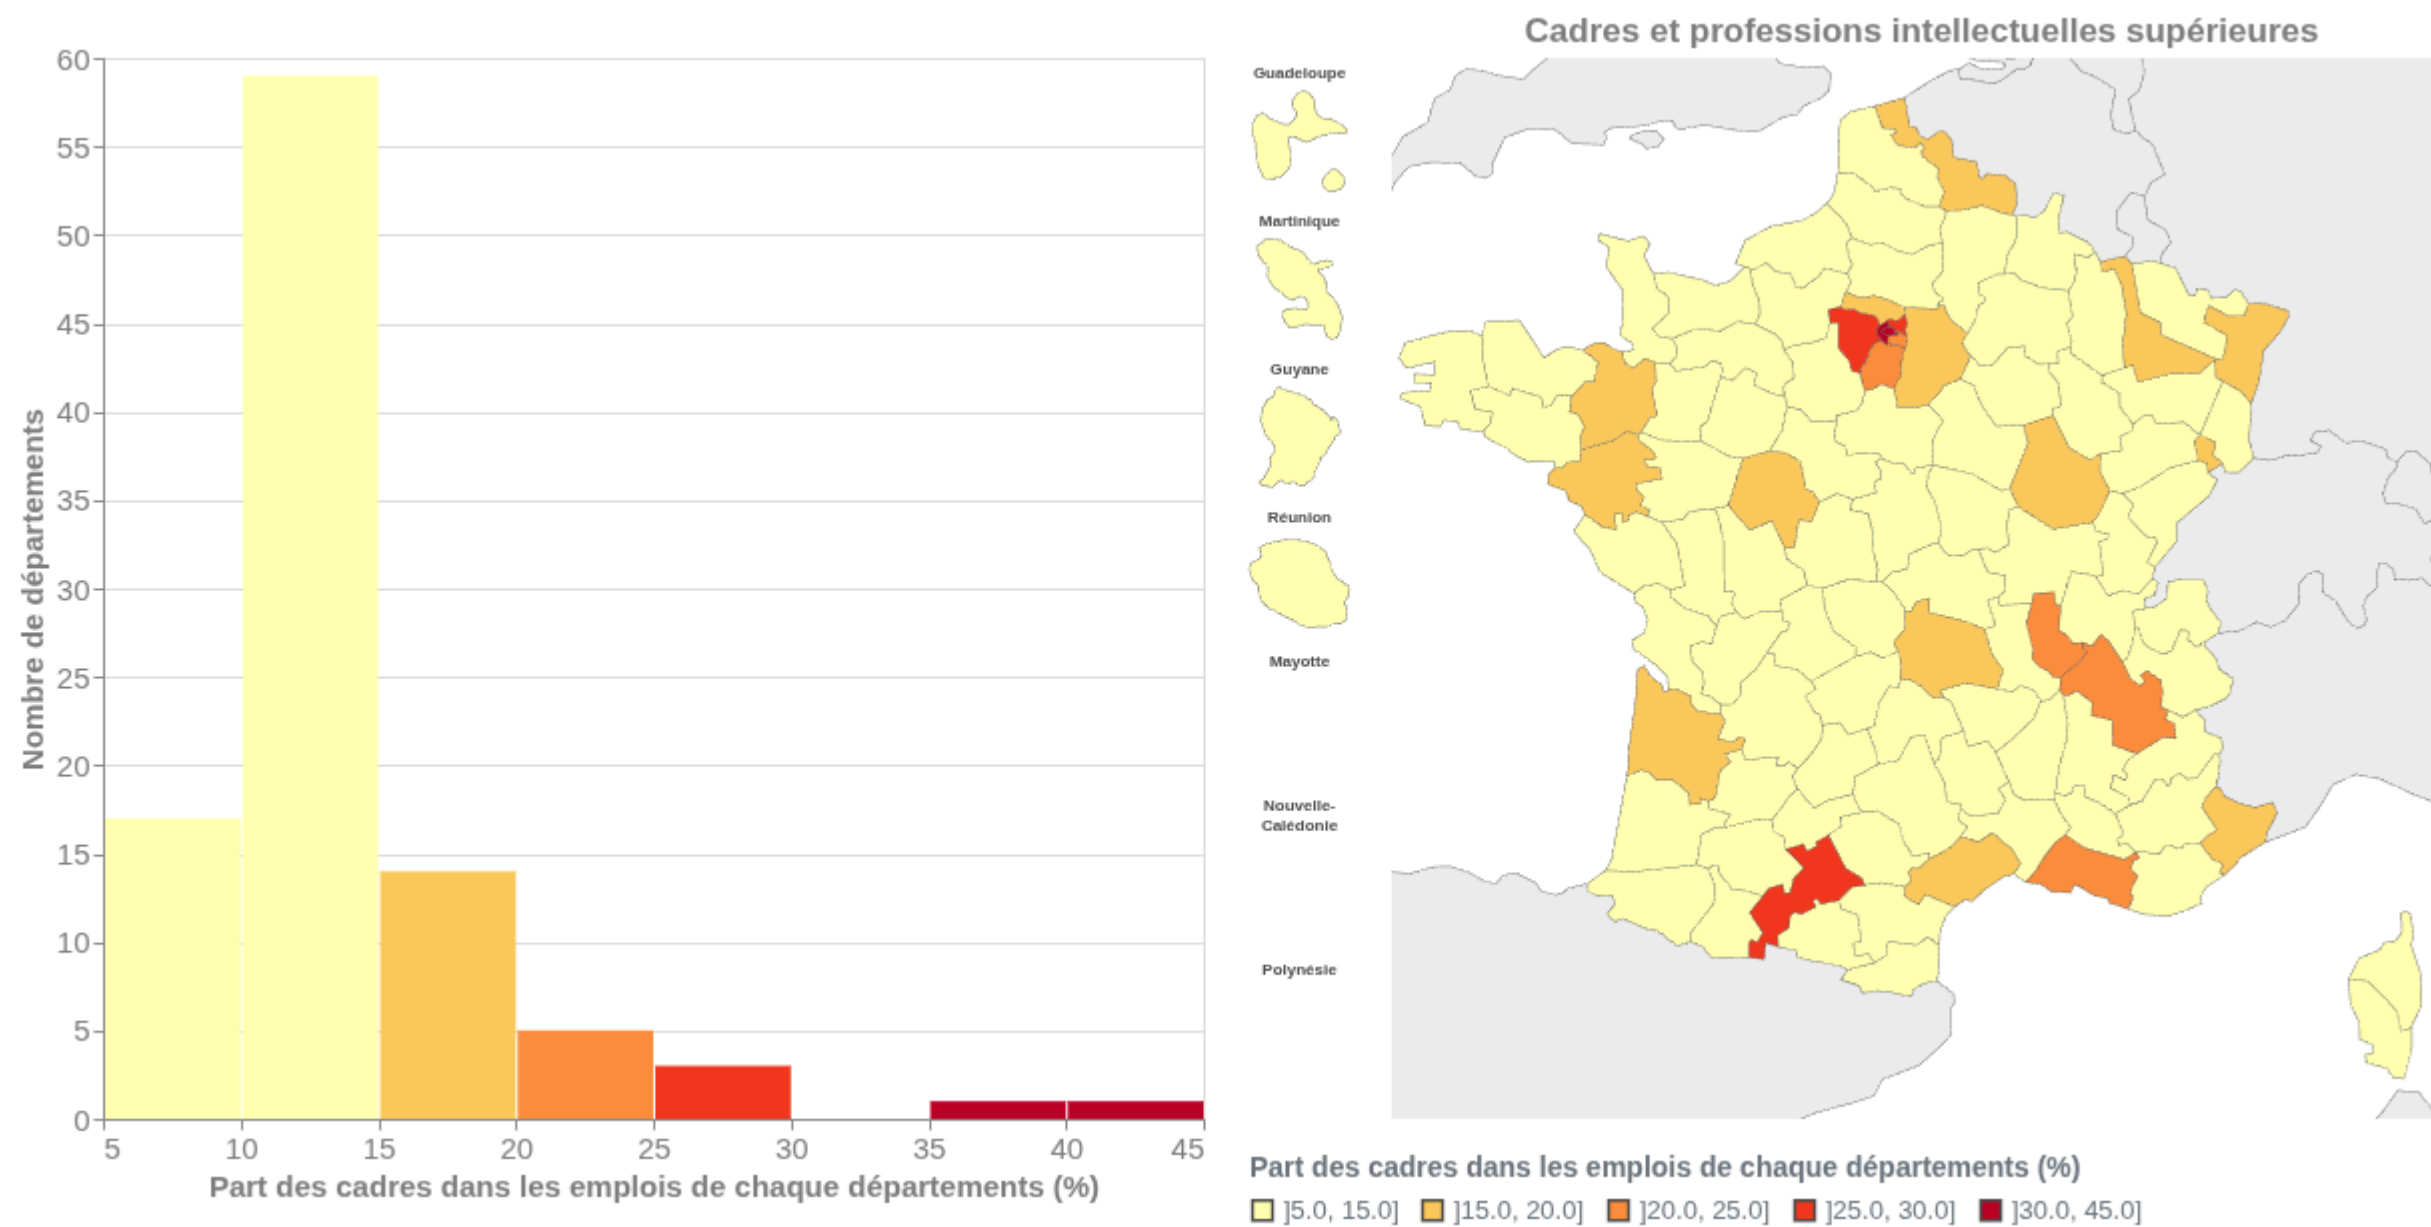 Cadres et professions intellectuelles supérieures
60
55
50
45
40
35
30
25
20
15
10
5
0
Nombre de départements
5 10 15 20 25 30 35 40 45
Part des cadres dans les emplois de chaque départements (%)
Guadeloupe
Martinique
Guyane
Réunion
Mayotte
Nouvelle-
Calédonie
Polynésie
Part des cadres dans les emplois de chaque départements (%)
]5.0, 15.0] ]15.0, 20.0] ]20.0, 25.0] ]25.0, 30.0] ]30.0, 45.0]